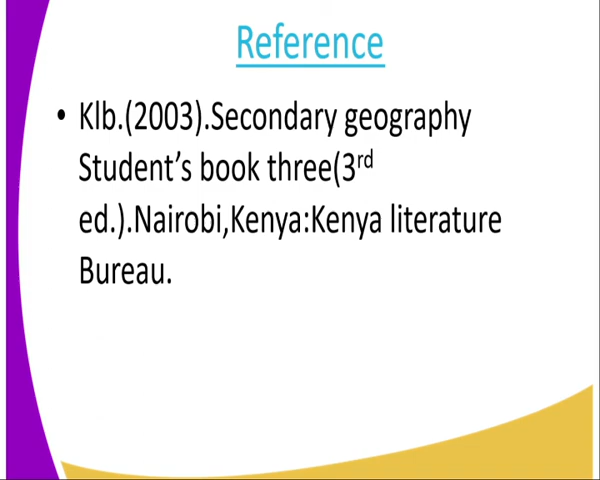 Reference
• Klb.(2003).Secondary geography
Student’s book three(3rd
ed.).Nairobi,Kenya:Kenya literature
Bureau.